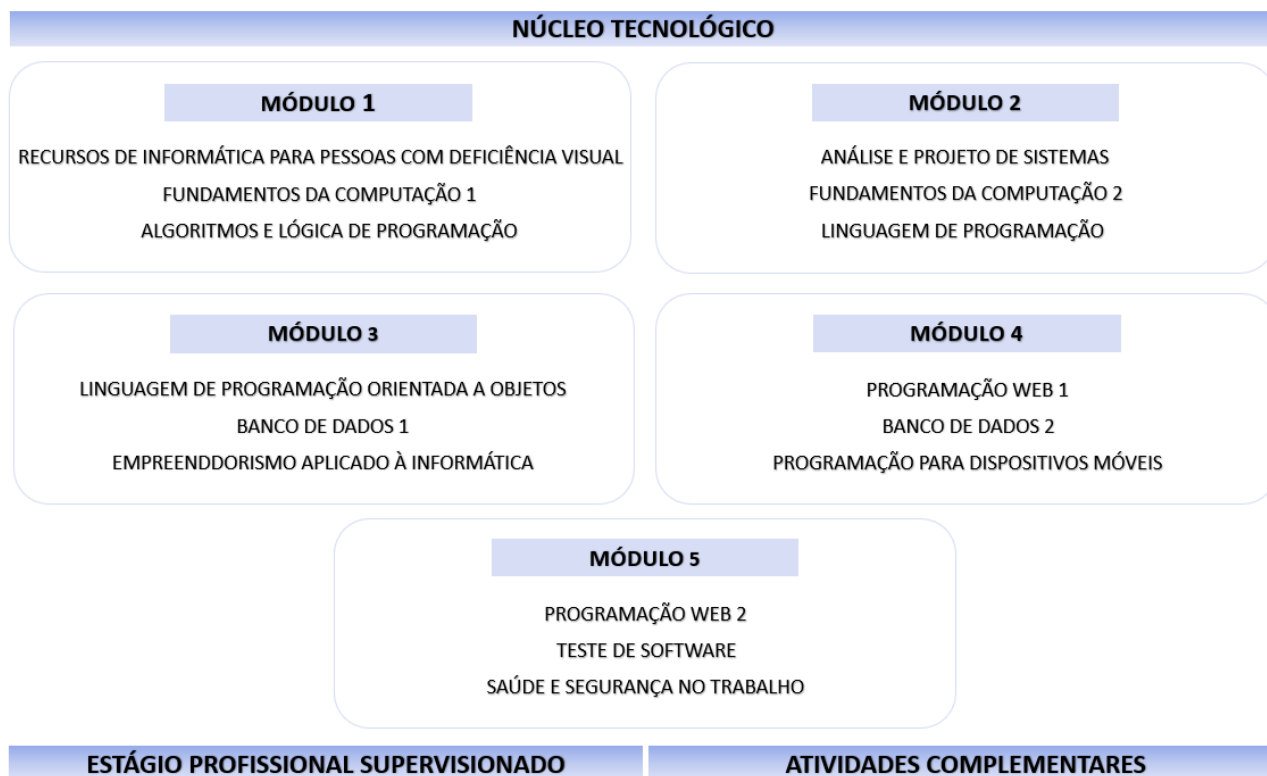 NÚCLEO TECNOLÓGICO
MÓDULO 1
RECURSOS DE INFORMÁTICA PARA PESSOAS COM DEFICIÊNCIA VISUAL
FUNDAMENTOS DA COMPUTAÇÃO 1
ALGORITMOS E LÓGICA DE PROGRAMAÇÃO
MÓDULO 2
ANÁLISE E PROJETO DE SISTEMAS
FUNDAMENTOS DA COMPUTAÇÃO 2
LINGUAGEM DE PROGRAMAÇÃO
MÓDULO 3
LINGUAGEM DE PROGRAMAÇÃO ORIENTADA A OBJETOS
BANCO DE DADOS 1
EMPREENDDORISMO APLICADO À INFORMÁTICA
MÓDULO 4
PROGRAMAÇÃO WEB 1
BANCO DE DADOS 2
PROGRAMAÇÃO PARA DISPOSITIVOS MÓVEIS
MÓDULO 5
PROGRAMAÇÃO WEB 2
TESTE DE SOFTWARE
SAÚDE E SEGURANÇA NO TRABALHO
ESTÁGIO PROFISSIONAL SUPERVISIONADO
ATIVIDADES COMPLEMENTARES